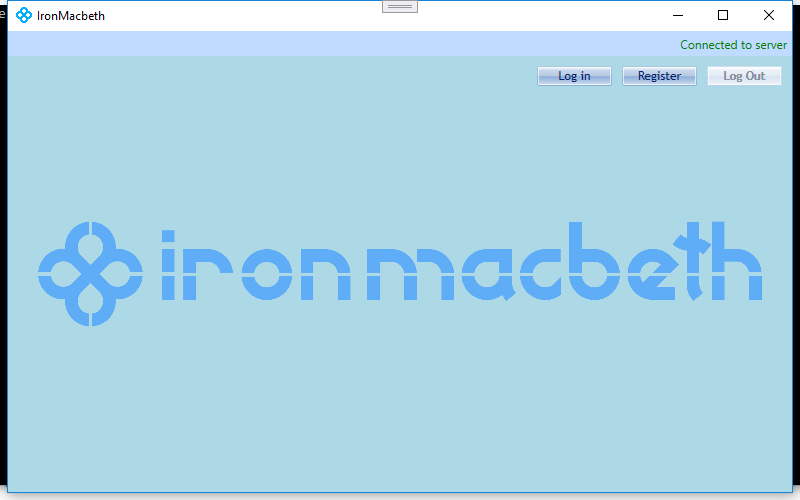 IronMacbeth
Connected to server
Log in Register Log Out
ironmacbeth